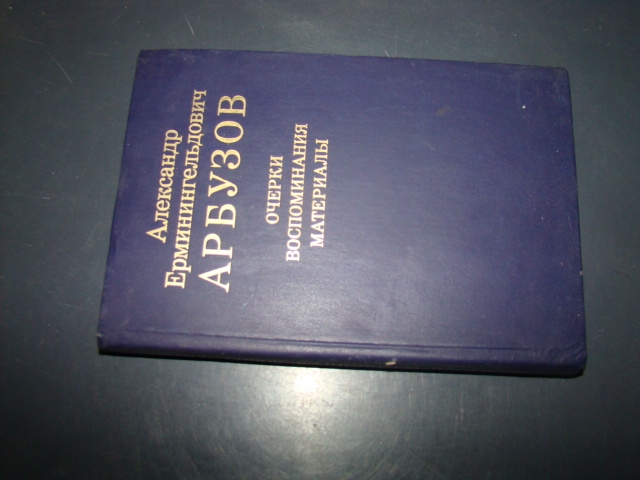 Александр
Ерминингельдович
АРБУЗОВ
ОЧЕРКИ
ВОСПОМИНАНИЯ
МАТЕРИАЛЫ